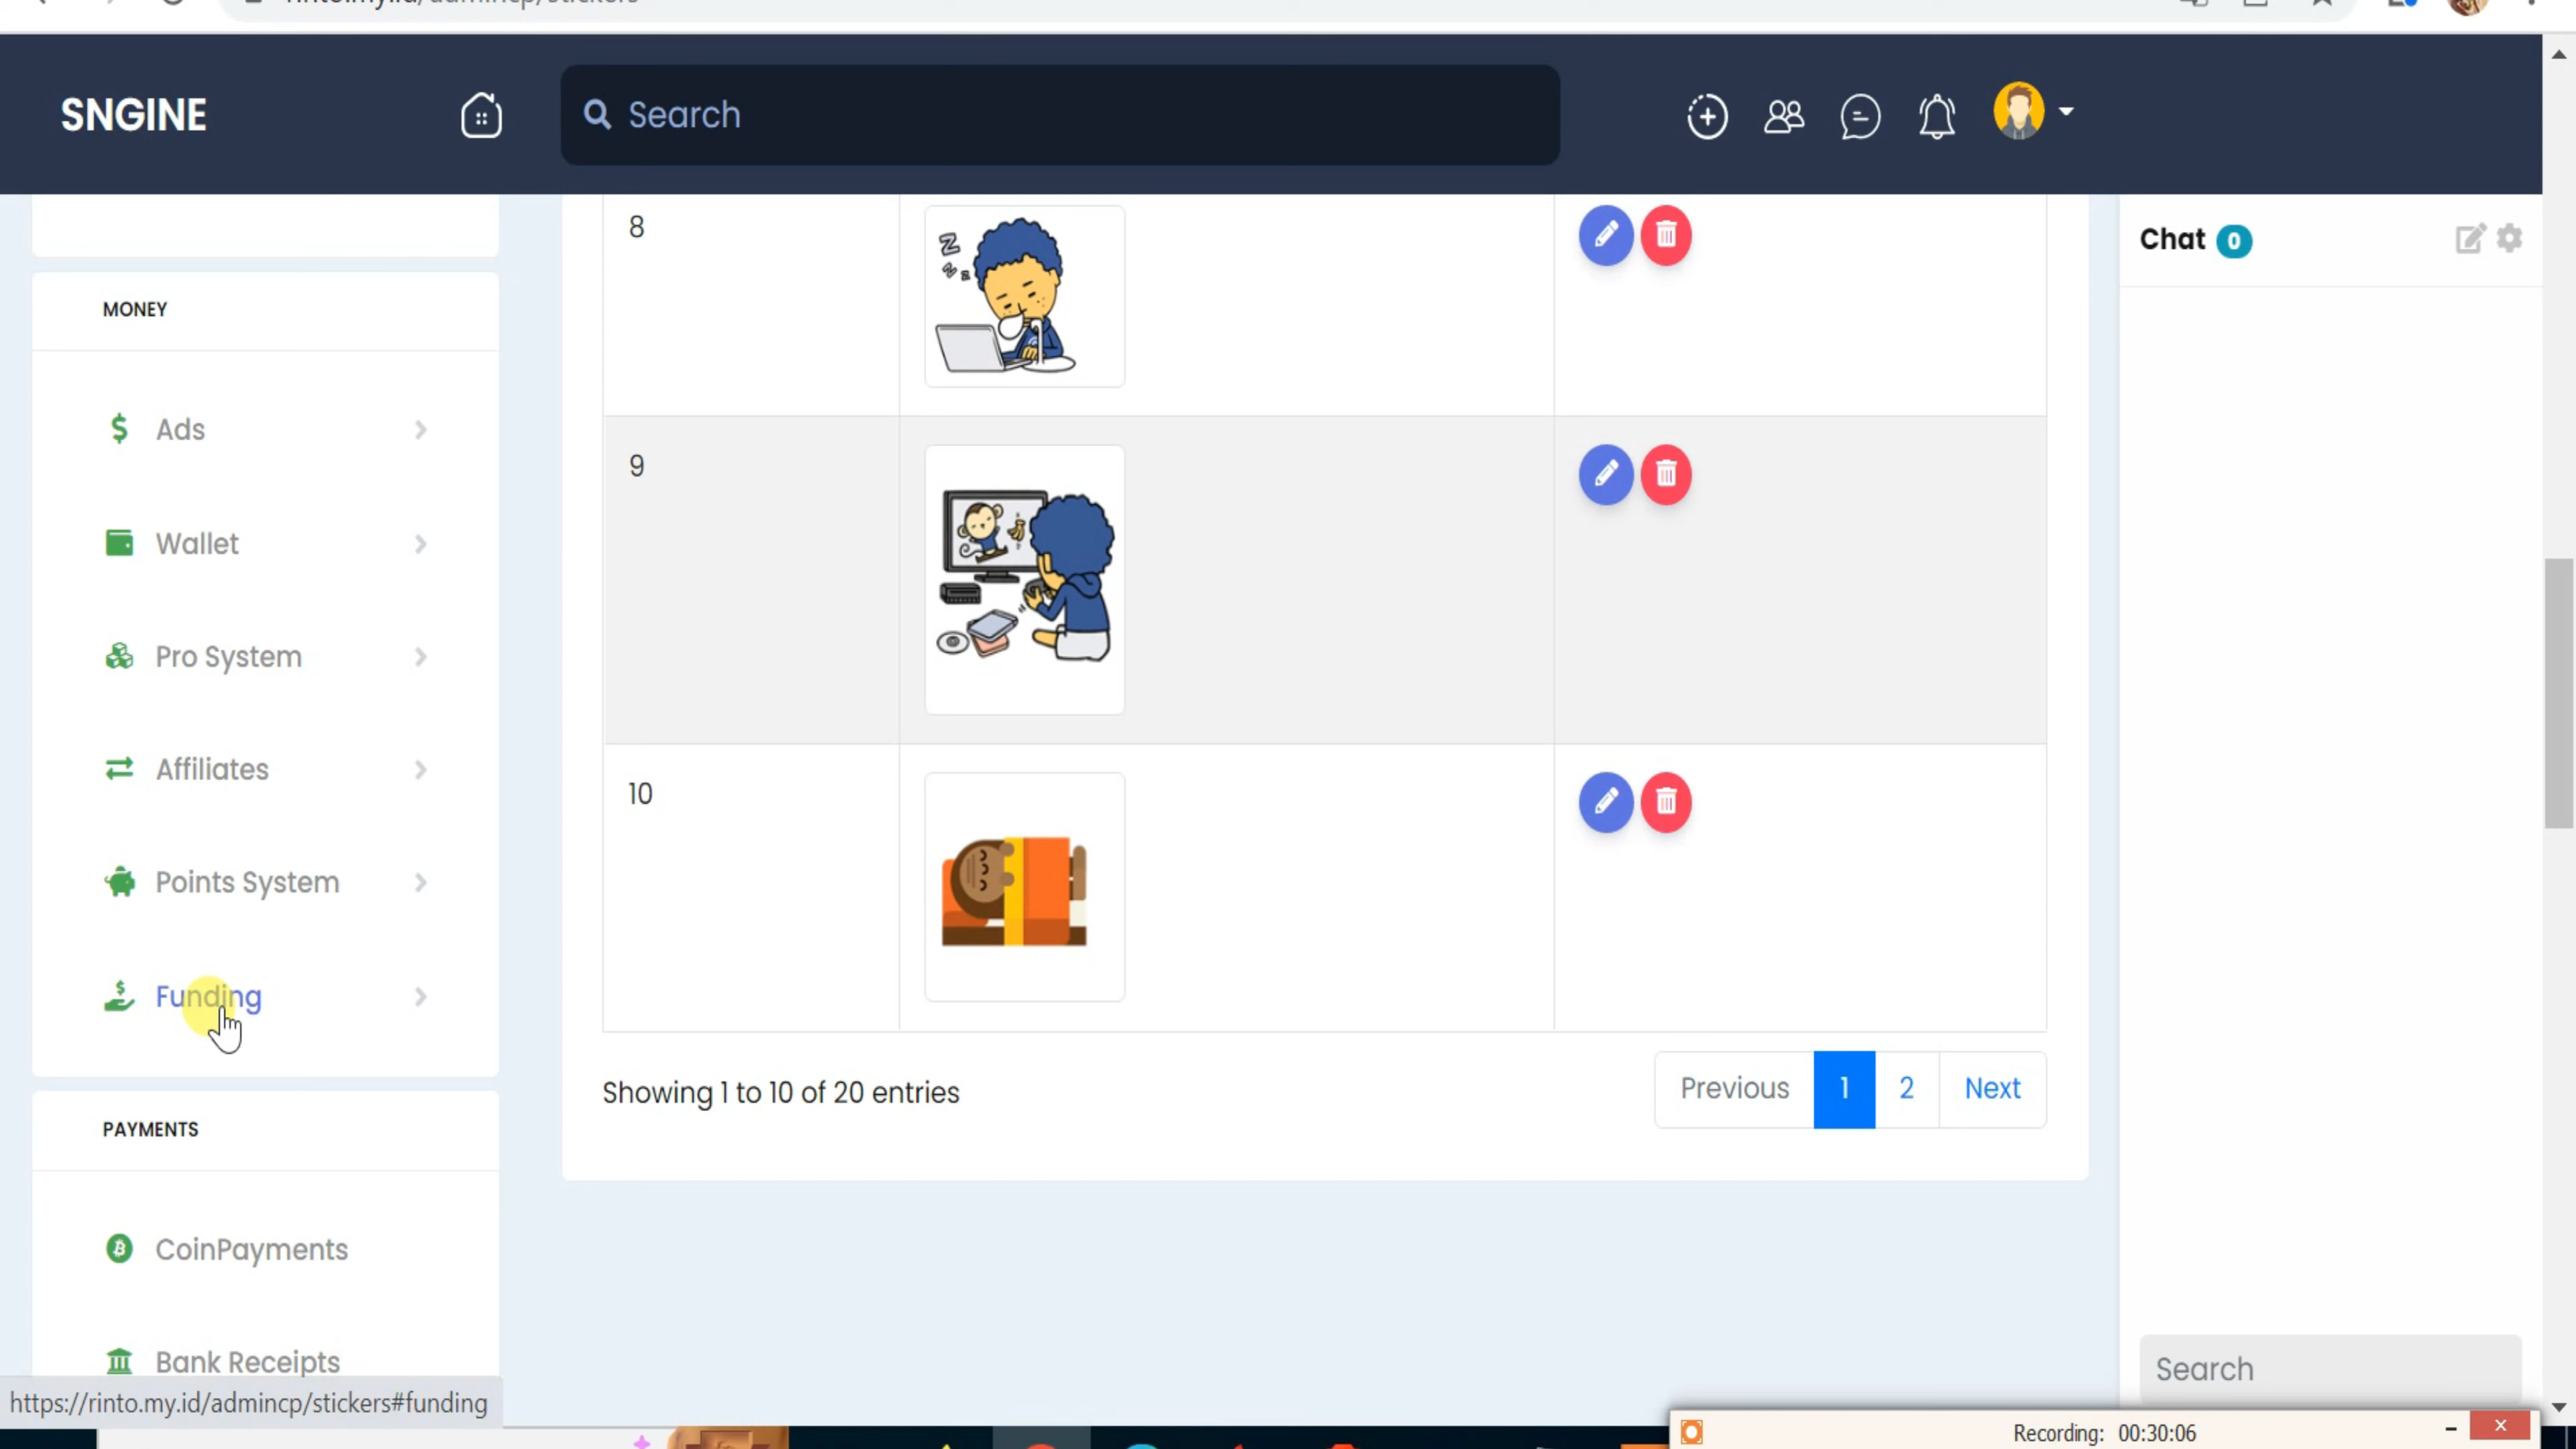 SNGINE
Search
Chat 0
8
MONEY
Ads
9
Wallet
Pro System
Affiliates
10
Points System
Funding
Showing 1 to 10 of 20 entries
Previous 1 2 Next
PAYMENTS
CoinPayments
Bank Receipts
Search
https://rinto.my.id/admincp/stickers#funding
Recording: 00:30:06